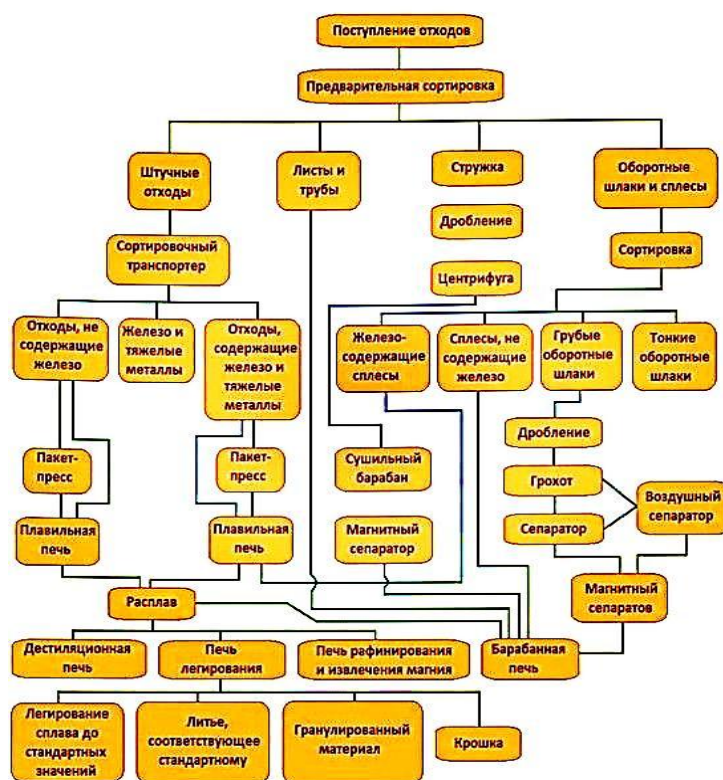 Поступление отходов
Предварительная сортировка
Штучные
отходы
Листы и
трубы
Стружка
Оборотные
шлаки и сплесы
Дробление
Сортировочный
транспортер
Сортировка
Центрифуга
Отходы, не
содержащие
железо
Железо и
тяжелые
металлы
Отходы,
содержащие
железо и
тяжелые
металлы
Железо-
содержащие
сплесы
Сплесы, не
содержащие
железо
Грубые
оборотные
шлаки
Тонкие
оборотные
шлаки
Дробление
Пакет-
пресс
Пакет-
пресс
Сушильный
барабан
Грохот
Воздушный
сепаратор
Плавильная
печь
Плавильная
печь
Магнитный
сепаратор
Сепаратор
Магнитный
сепаратов
Расплав
Дестиляционная
печь
Печь
легирования
Печь рафинирования
и извлечения магния
Барабанная
печь
Легирование
сплава до
стандартных
значений
Литье,
соответствующее
стандартному
Гранулированный
материал
Крошка